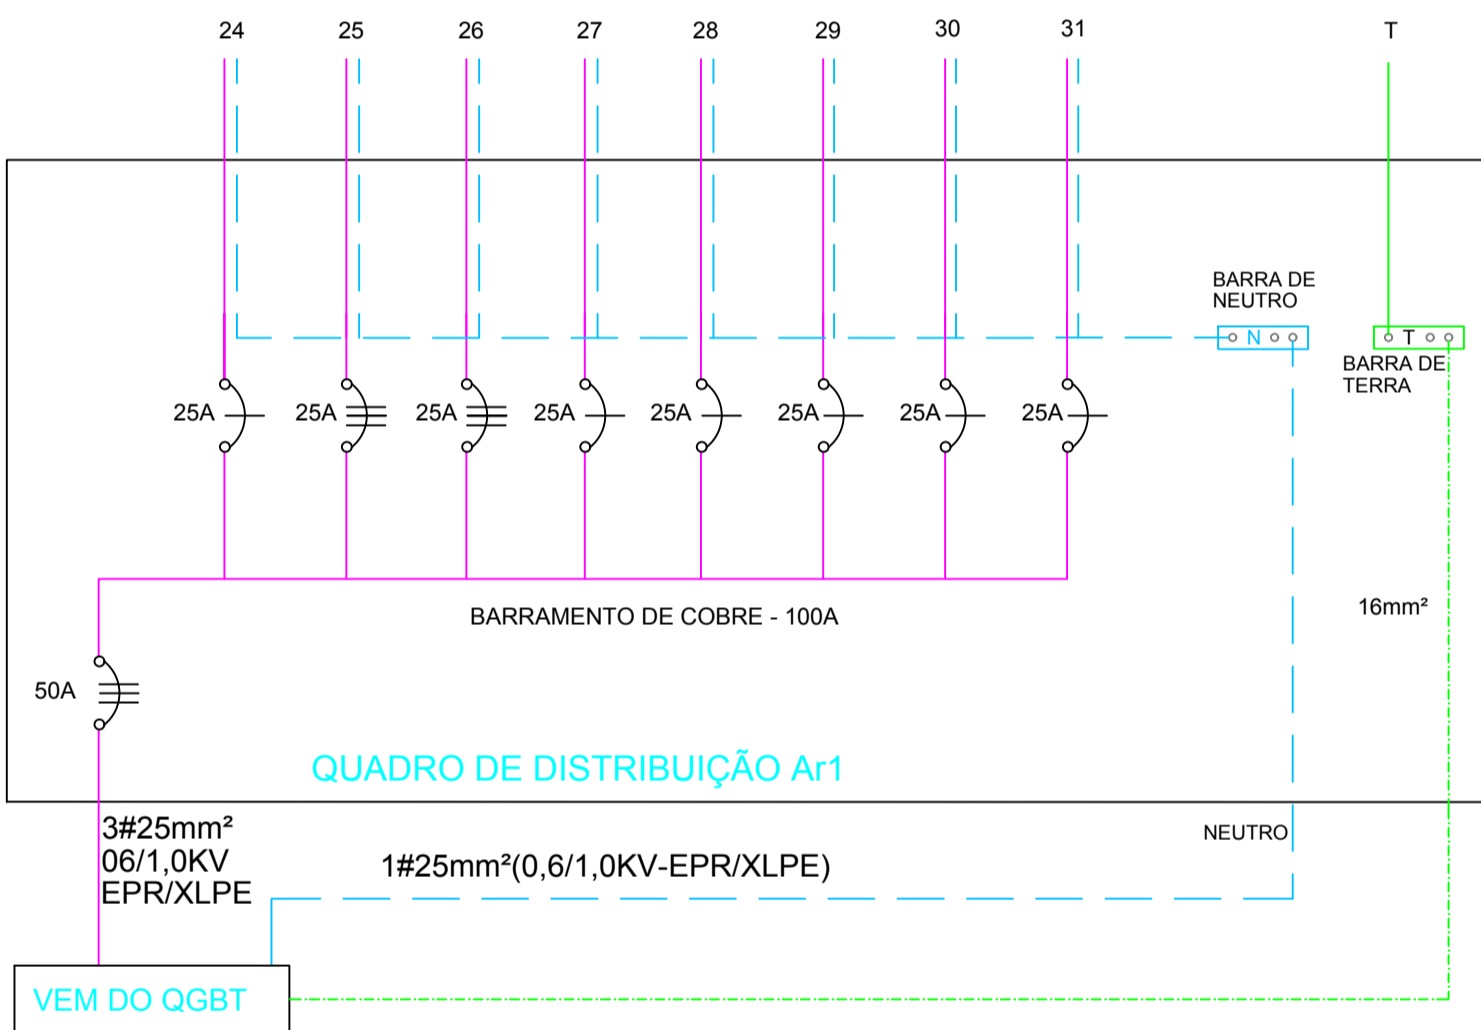 24 25 26 27 28 29 30 31 T
BARRA DE
NEUTRO
N
T
BARRA DE
TERRA
25A 25A 25A 25A 25A 25A 25A 25A
16mm²
BARRAMENTO DE COBRE - 100A
50A
QUADRO DE DISTRIBUIÇÃO Ar1
3#25mm²
06/1,0KV
EPR/XLPE
NEUTRO
1#25mm²(0,6/1,0KV-EPR/XLPE)
VEM DO QGBT